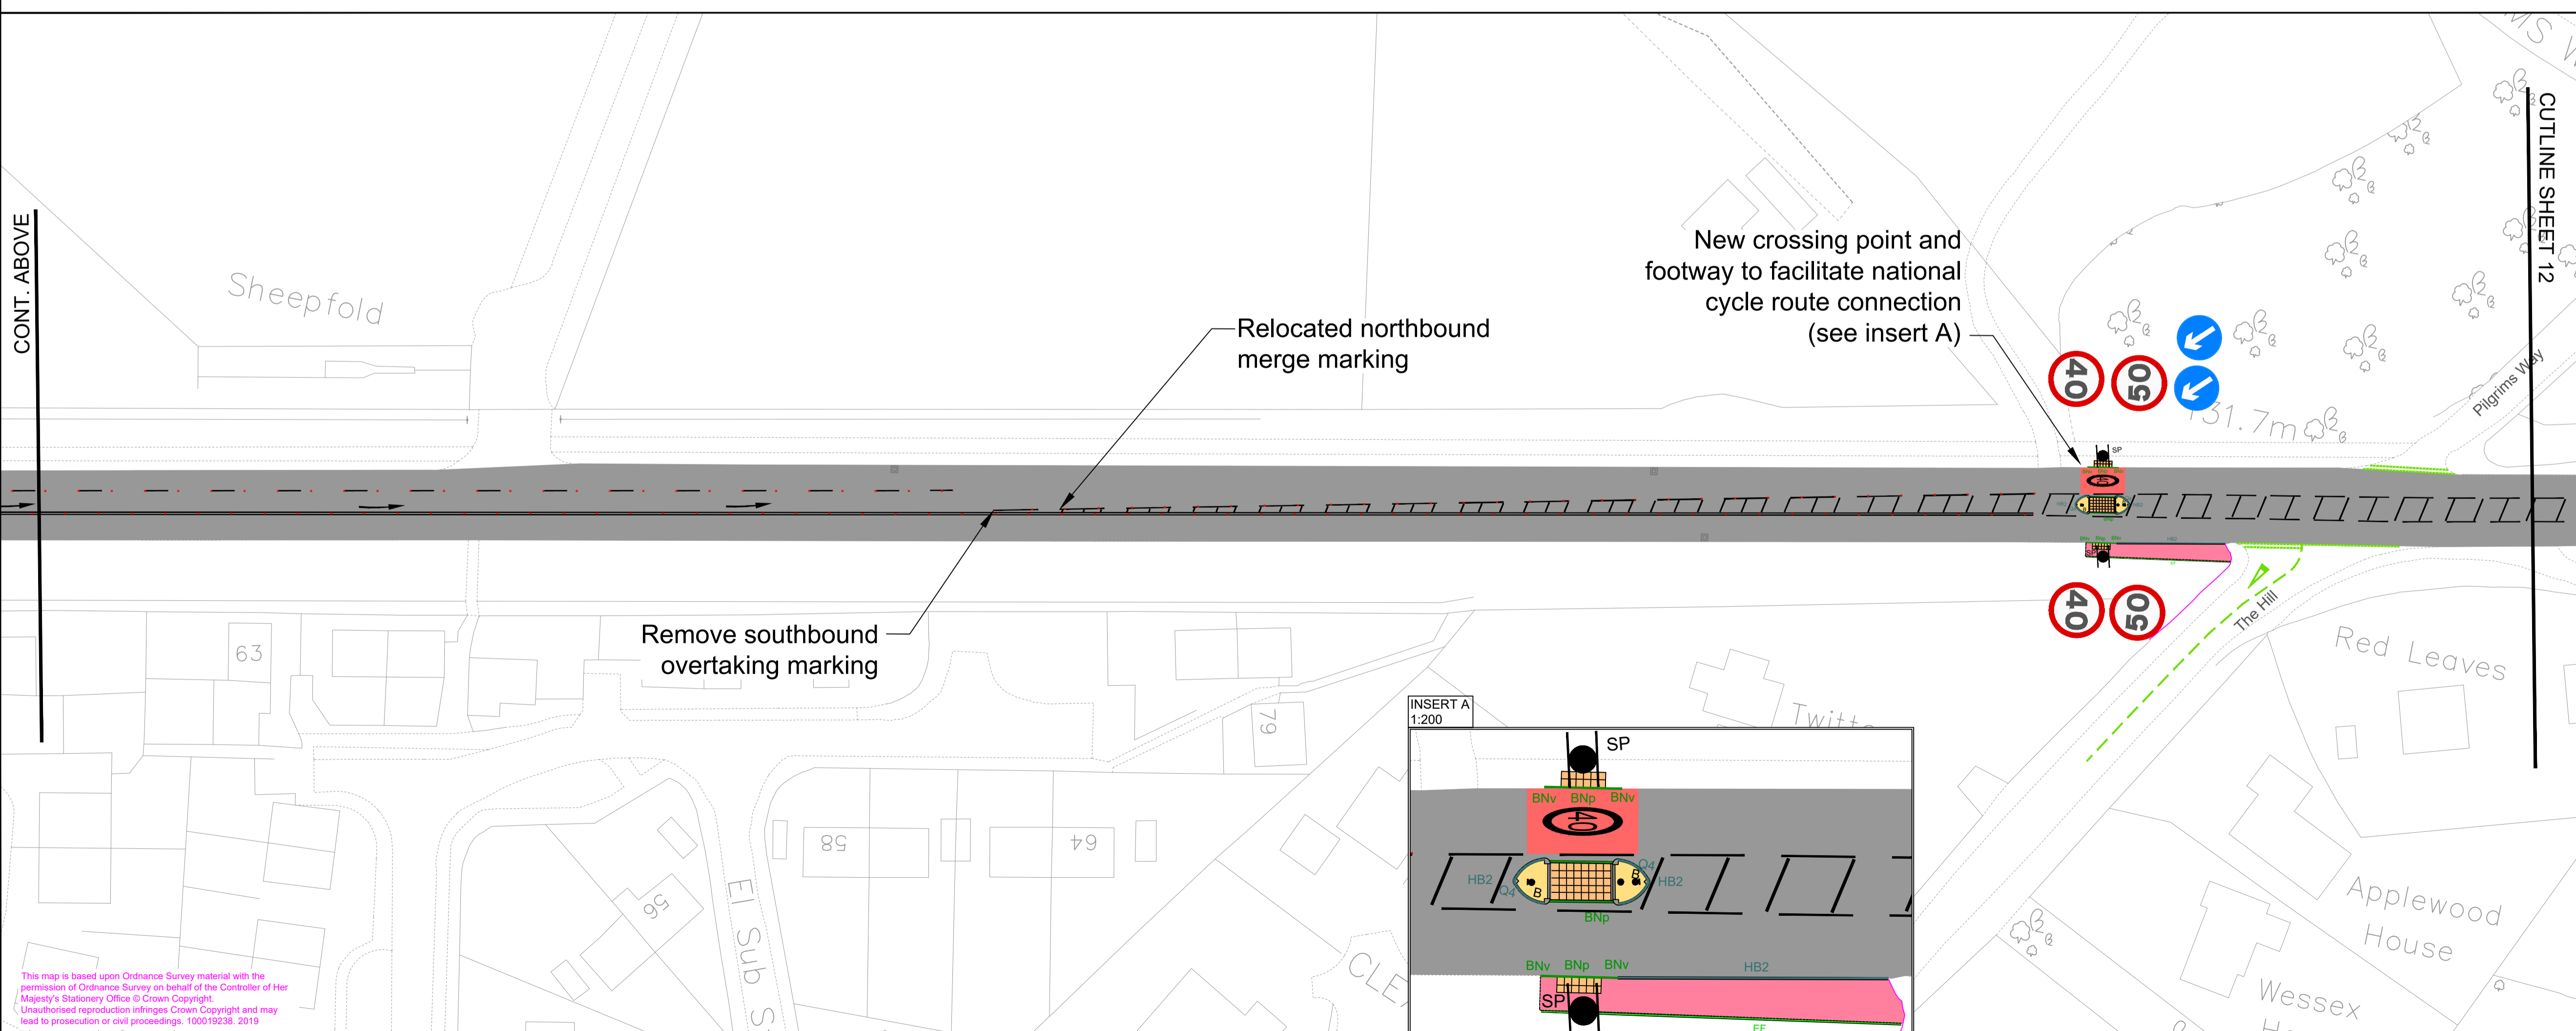 CONT. ABOVE
Sheepfold
Relocated northbound
merge marking
New crossing point and
footway to facilitate national
cycle route connection
(see insert A)
40
50
31.7m
Pilgrims Way
CUTLINE SHEET 12
SP
Remove southbound
overtaking marking
40
50
The Hill
Red Leaves
63
79
58
64
56
El Sub S
INSERT A
1:200
SP
BNv BNp BNv
40
HB2
Q4
B
B
Q4
HB2
BNp
BNv BNp BNv
HB2
SP
EF
Applewood
House
Wessex
This map is based upon Ordnance Survey material with the
permission of Ordnance Survey on behalf of the Controller of Her
Majesty's Stationery Office © Crown Copyright.
Unauthorised reproduction infringes Crown Copyright and may
lead to prosecution or civil proceedings. 100019238. 2019